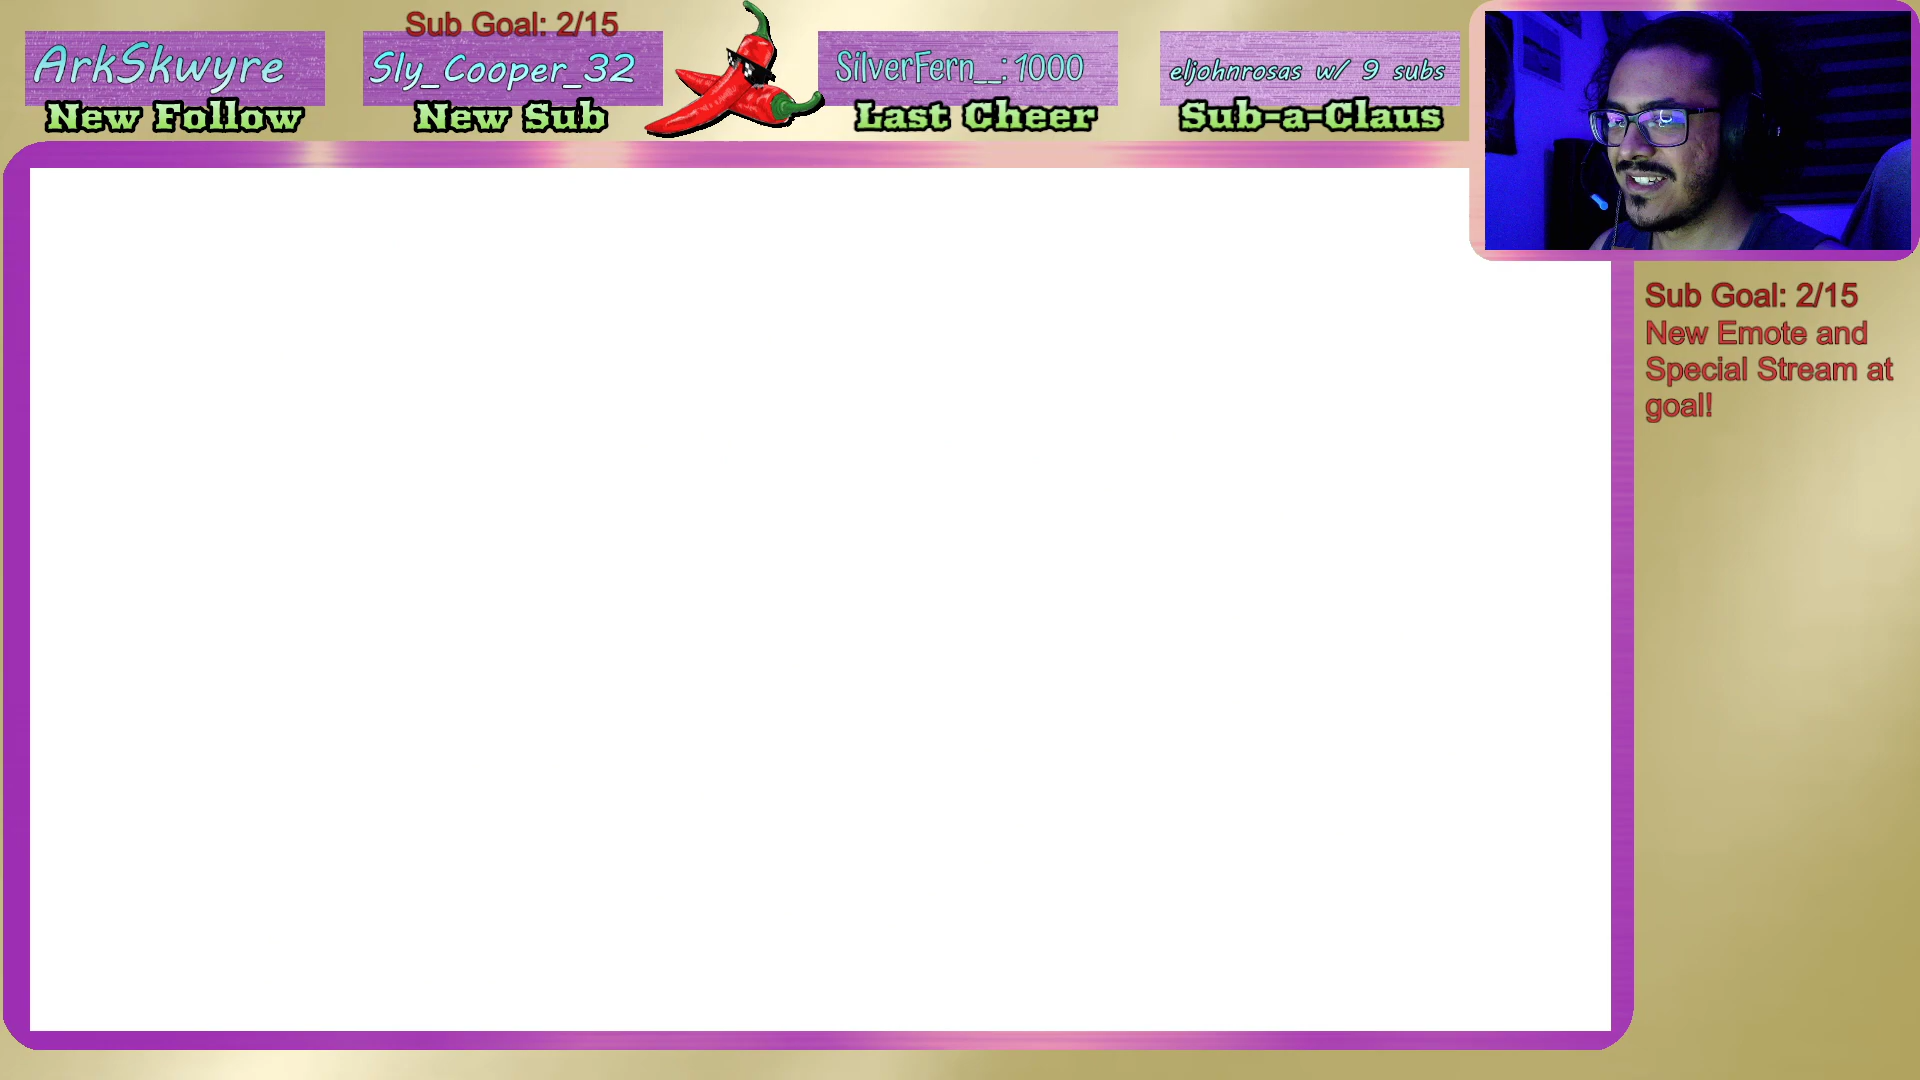 Sub Goal: 2/15
ArkSkwyre
New Follow
Sly_Cooper_32
New Sub
SilverFern__: 1000
Last Cheer
eljohnrosas w/ 9 subs
Sub-a-Claus
Sub Goal: 2/15
New Emote and
Special Stream at
goal!